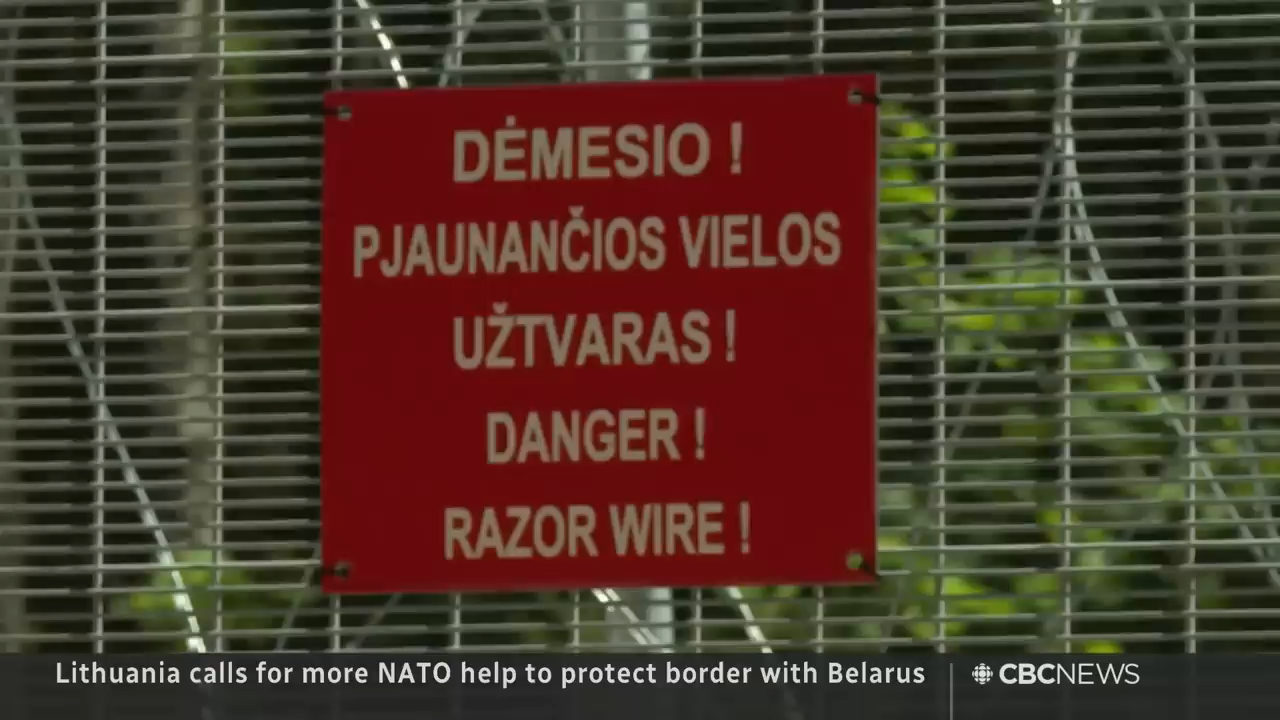 DĖMESIO !
PJAUNANČIOS VIELOS
UŽTVARAS !
DANGER !
RAZOR WIRE !
Lithuania calls for more NATO help to protect border with Belarus
CBCNEWS